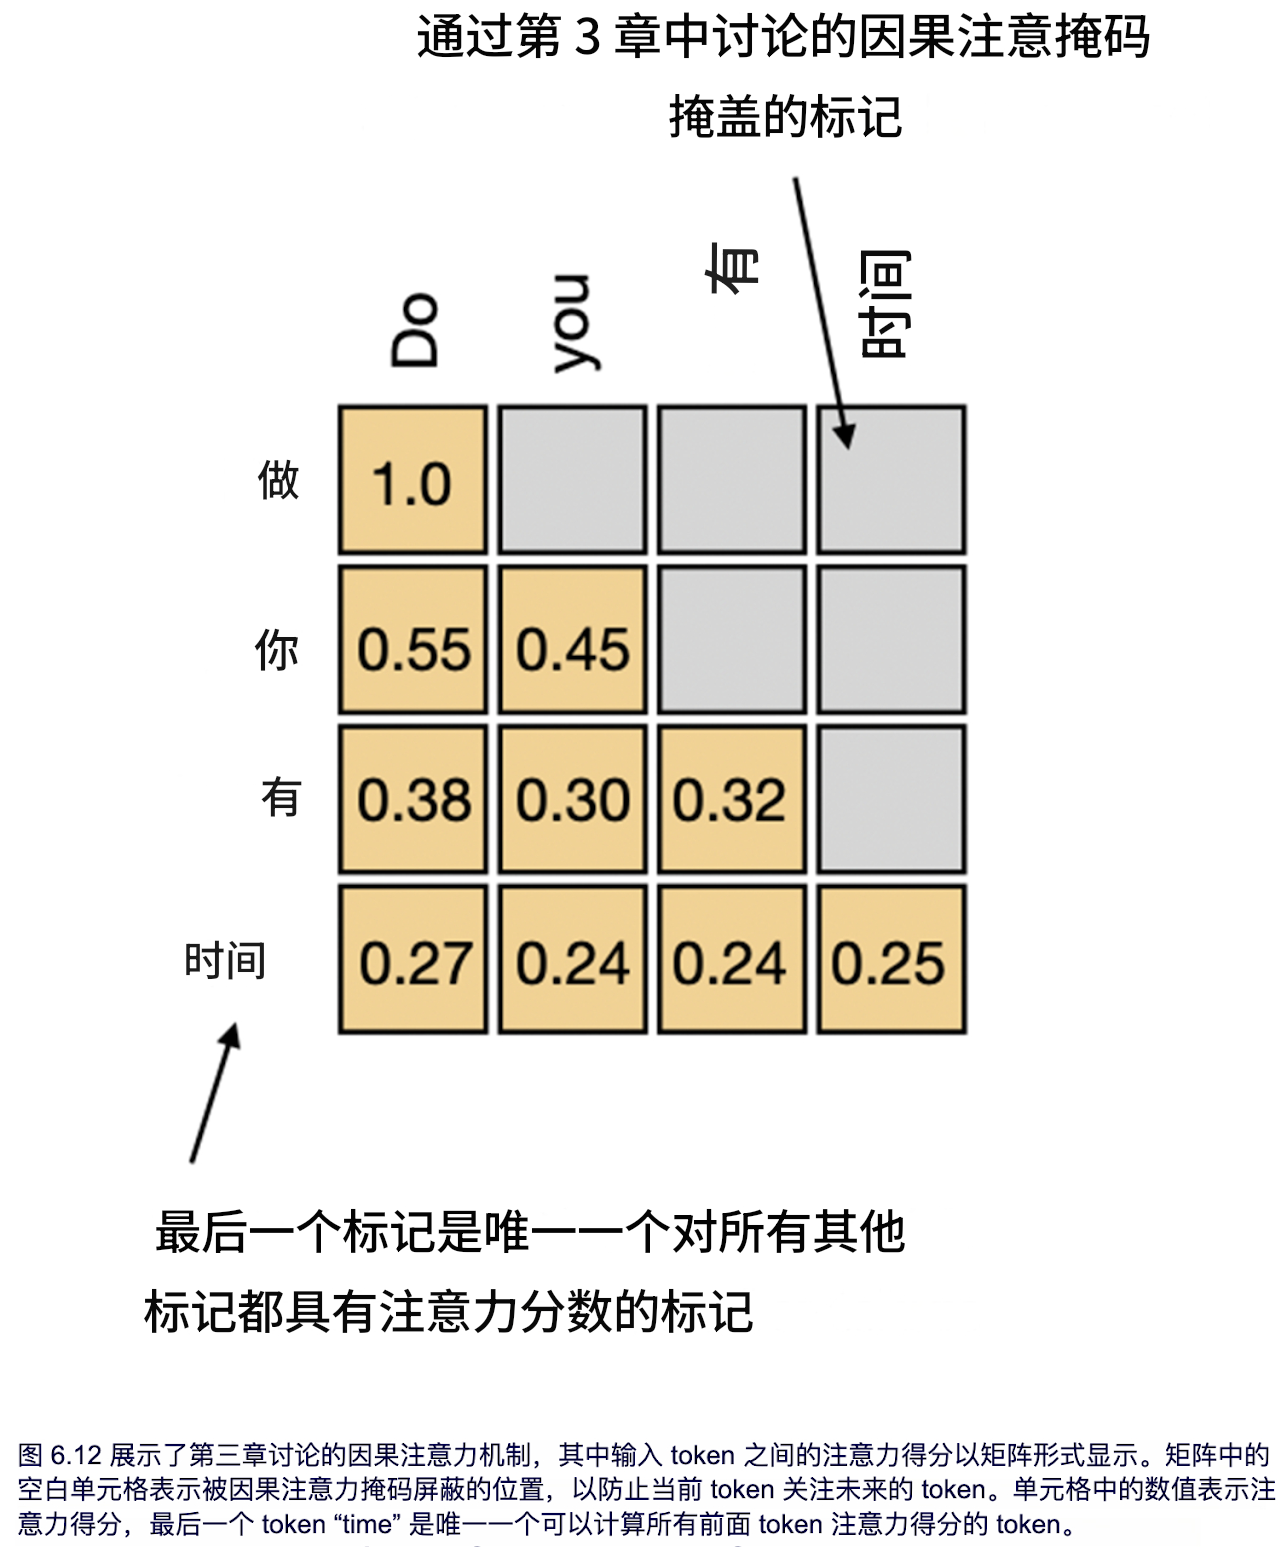 通过第 3 章中讨论的因果注意掩码
掩盖的标记
Do you 有 时间
做 1.0
你 0.55 0.45
有 0.38 0.30 0.32
时间 0.27 0.24 0.24 0.25
最后一个标记是唯一一个对所有其他
标记都具有注意力分数的标记
图 6.12 展示了第三章讨论的因果注意力机制，其中输入 token 之间的注意力得分以矩阵形式显示。矩阵中的
空白单元格表示被因果注意力掩码屏蔽的位置，以防止当前 token 关注未来的 token。单元格中的数值表示注
意力得分，最后一个 token “time” 是唯一一个可以计算所有前面 token 注意力得分的 token。